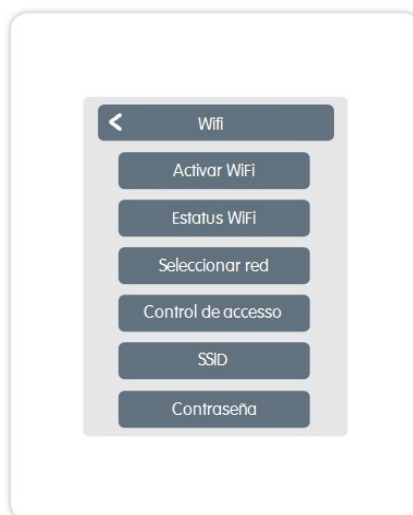 Wifi
Activar WiFi
Estatus WiFi
Seleccionar red
Control de accesso
SSID
Contraseña